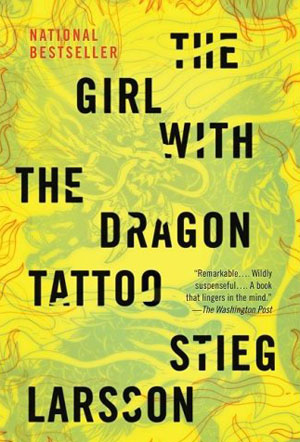 NATIONAL
BESTSELLER
THE
GIRL
WITH
THE
DRAGON
TATTOO
"Remarkable.... Wildly
suspenseful.... A book
that lingers in the mind."
—The Washington Post
STIEG
LARSSON